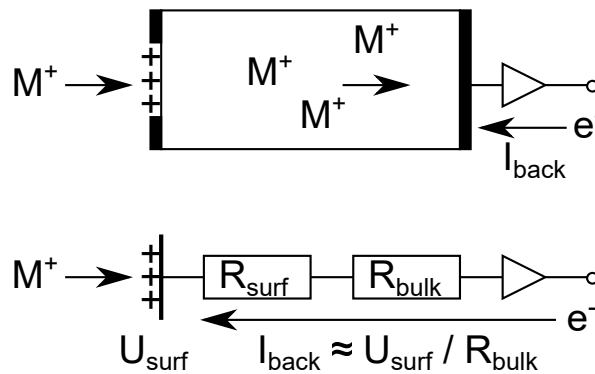 M⁺
M⁺
M⁺ + + +
M⁺
e⁻
I_back
M⁺ + + + R_surf R_bulk
e⁻
U_surf I_back ≈ U_surf / R_bulk